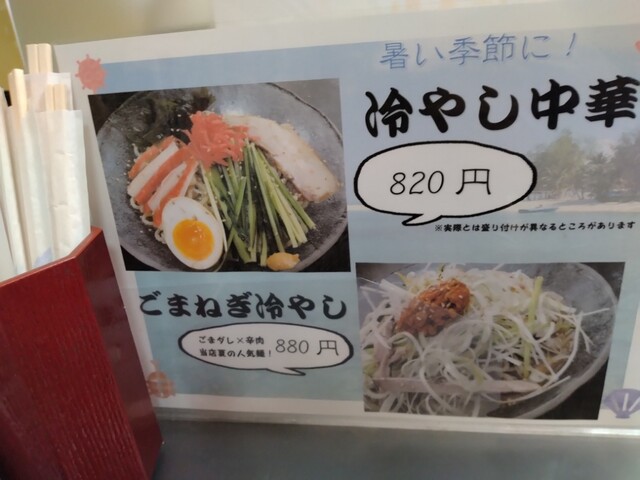 暑い季節に！
冷やし中華
820 円
※実際とは盛り付けが異なるところがあります
ごまねぎ冷やし
ごまダレ×辛肉
当店夏の人気麺！
880 円